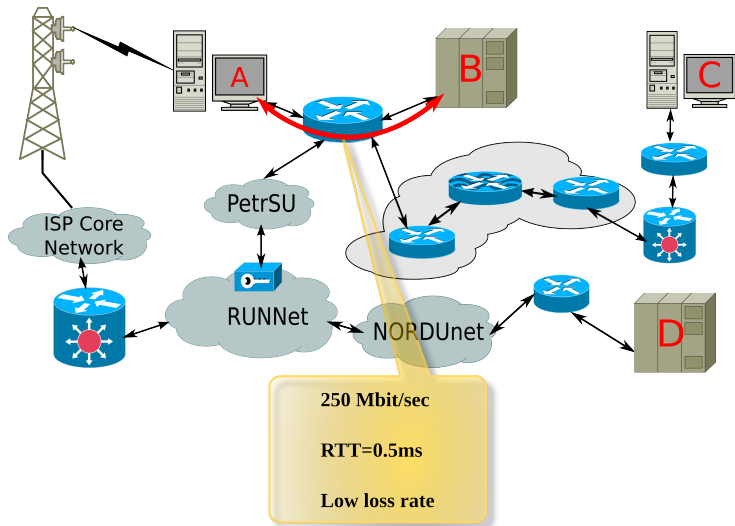 A
B
C
PetrSU
ISP Core
Network
RUNNet
NORDUnet
D
250 Mbit/sec
RTT=0.5ms
Low loss rate